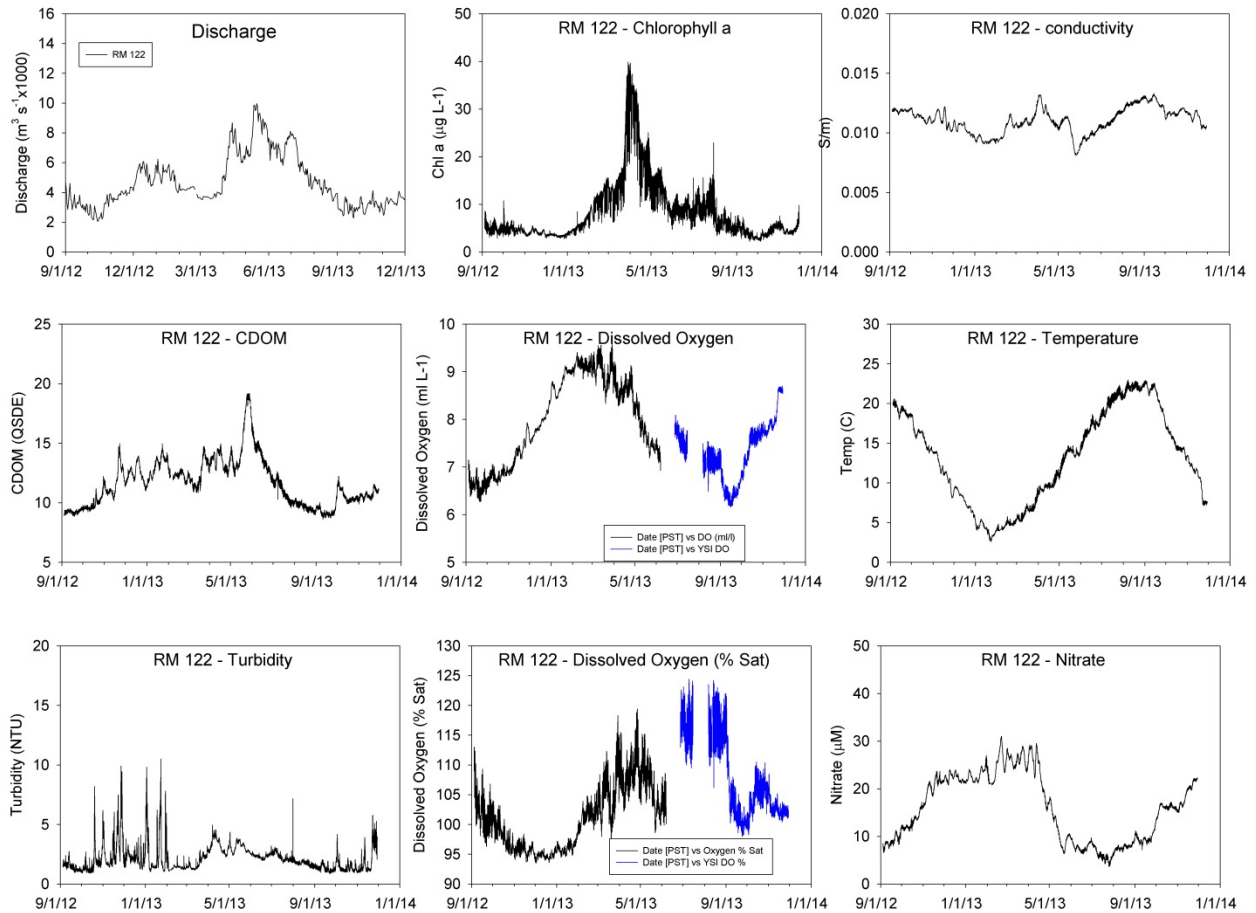 Discharge
RM 122
Discharge (m³ s⁻¹x1000)
16
14
12
10
8
6
4
2
0
9/1/12 12/1/12 3/1/13 6/1/13 9/1/13 12/1/13
RM 122 - Chlorophyll a
Chl a (µg L-1)
50
40
30
20
10
0
9/1/12 1/1/13 5/1/13 9/1/13 1/1/14
RM 122 - conductivity
S/m)
0.020
0.015
0.010
0.005
0.000
9/1/12 1/1/13 5/1/13 9/1/13 1/1/14
RM 122 - CDOM
CDOM (QSDE)
25
20
15
10
5
9/1/12 1/1/13 5/1/13 9/1/13 1/1/14
RM 122 - Dissolved Oxygen
Dissolved Oxygen (ml L-1)
10
9
8
7
6
5
Date [PST] vs DO (ml/l)
Date [PST] vs YSI DO
9/1/12 1/1/13 5/1/13 9/1/13 1/1/14
RM 122 - Temperature
Temp (C)
30
25
20
15
10
5
0
9/1/12 1/1/13 5/1/13 9/1/13 1/1/14
RM 122 - Turbidity
Turbidity (NTU)
20
15
10
5
0
9/1/12 1/1/13 5/1/13 9/1/13 1/1/14
RM 122 - Dissolved Oxygen (% Sat)
Dissolved Oxygen (% Sat)
130
125
120
115
110
105
100
95
90
Date [PST] vs Oxygen % Sat
Date [PST] vs YSI DO %
9/1/12 1/1/13 5/1/13 9/1/13 1/1/14
RM 122 - Nitrate
Nitrate (µM)
50
40
30
20
10
0
9/1/12 1/1/13 5/1/13 9/1/13 1/1/14